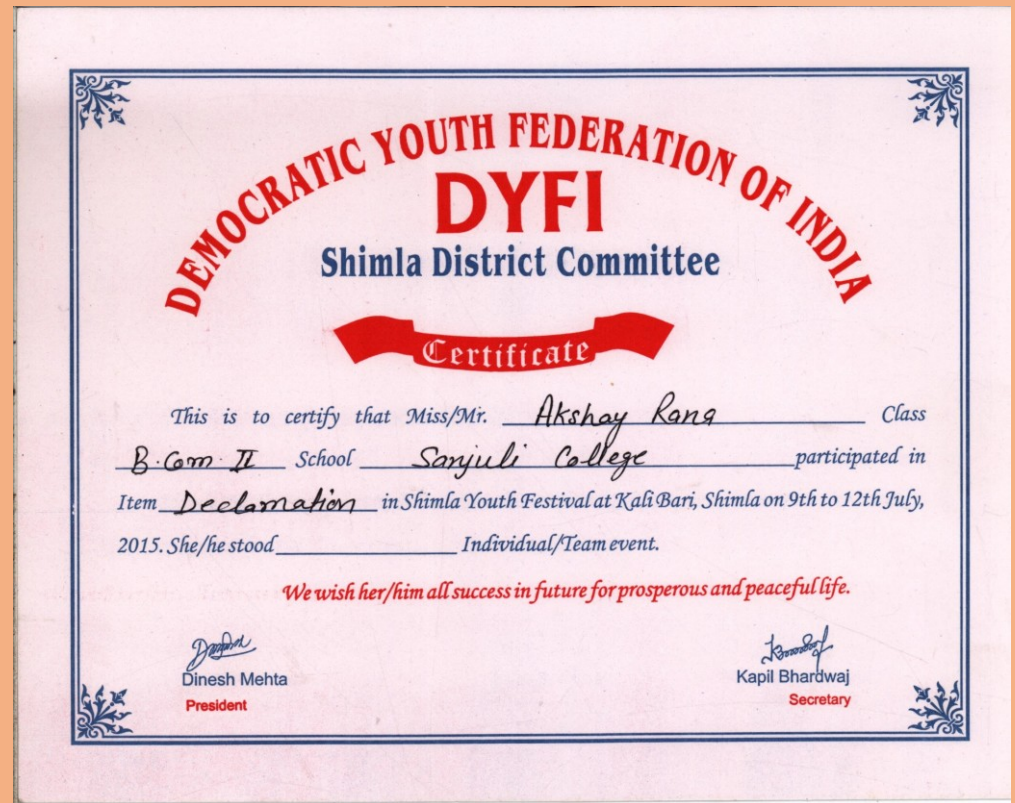 DEMOCRATIC YOUTH FEDERATION OF INDIA
DYFI
Shimla District Committee
Certificate
This is to certify that Miss/Mr. Akshay Rana Class
B.Com II School Sanjuli College participated in
Item Declamation in Shimla Youth Festival at Kali Bari, Shimla on 9th to 12th July,
2015. She/he stood Individual/Team event.
We wish her/him all success in future for prosperous and peaceful life.
Dinesh Mehta
President
Kapil Bhardwaj
Secretary